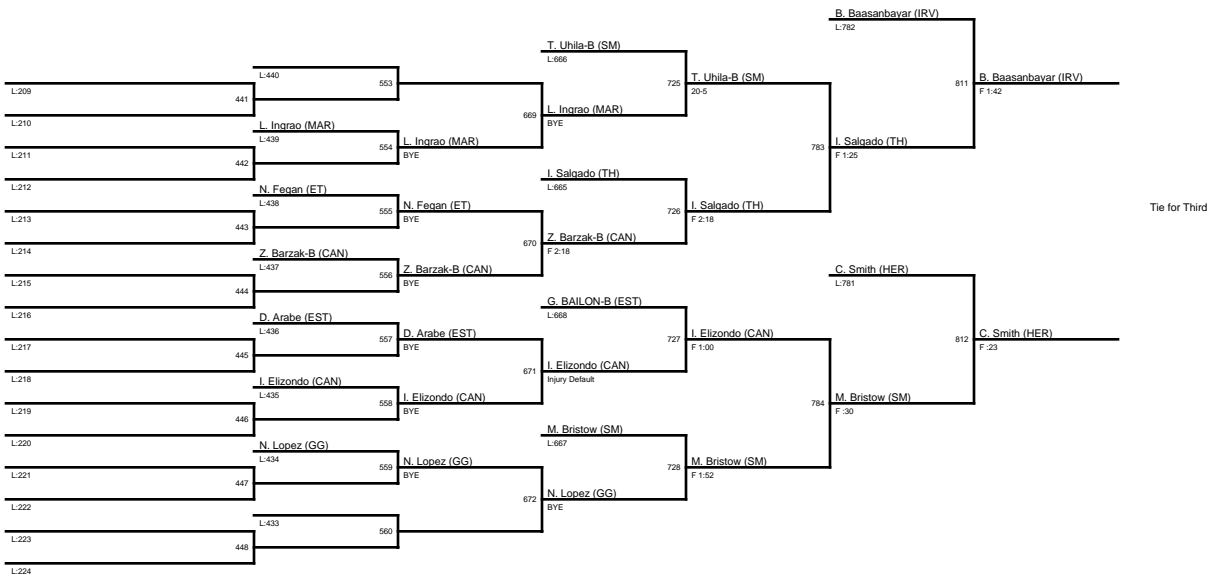 B. Baasanbayar (IRV)
L:782
T. Uhila-B (SM)
L:666
L:440
553
725
T. Uhila-B (SM)
20-5
811
B. Baasanbayar (IRV)
F 1:42
L:209
441
L:210
669
L. Ingrao (MAR)
BYE
L. Ingrao (MAR)
L:439
L:211
554
L. Ingrao (MAR)
BYE
783
I. Salgado (TH)
F 1:25
442
L:212
I. Salgado (TH)
L:665
N. Fegan (ET)
L:438
L:213
555
N. Fegan (ET)
BYE
726
I. Salgado (TH)
F 2:18
Tie for Third
443
L:214
670
Z. Barzak-B (CAN)
F 2:18
Z. Barzak-B (CAN)
L:437
L:215
556
Z. Barzak-B (CAN)
BYE
C. Smith (HER)
L:781
444
L:216
G. BAILON-B (EST)
L:668
D. Arabe (EST)
L:436
L:217
557
D. Arabe (EST)
BYE
727
I. Elizondo (CAN)
F 1:00
812
C. Smith (HER)
F :23
445
L:218
671
I. Elizondo (CAN)
Injury Default
I. Elizondo (CAN)
L:435
L:219
558
I. Elizondo (CAN)
BYE
784
M. Bristow (SM)
F :30
446
L:220
M. Bristow (SM)
L:667
N. Lopez (GG)
L:434
L:221
559
N. Lopez (GG)
BYE
728
M. Bristow (SM)
F 1:52
447
L:222
672
N. Lopez (GG)
BYE
L:433
L:223
560
448
L:224